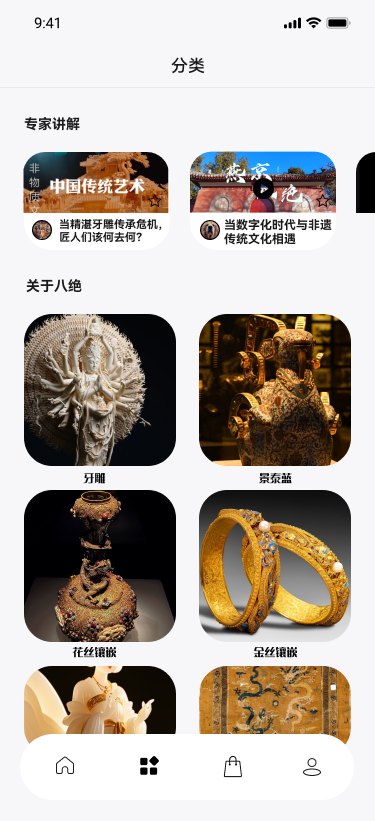 9:41
分类
专家讲解
非物质文
中国传统艺术
燕京
绝
当精湛牙雕传承危机,
匠人们该何去何?
当数字化时代与非遗
传统文化相遇
关于八绝
牙雕
景泰蓝
花丝镶嵌
金丝镶嵌